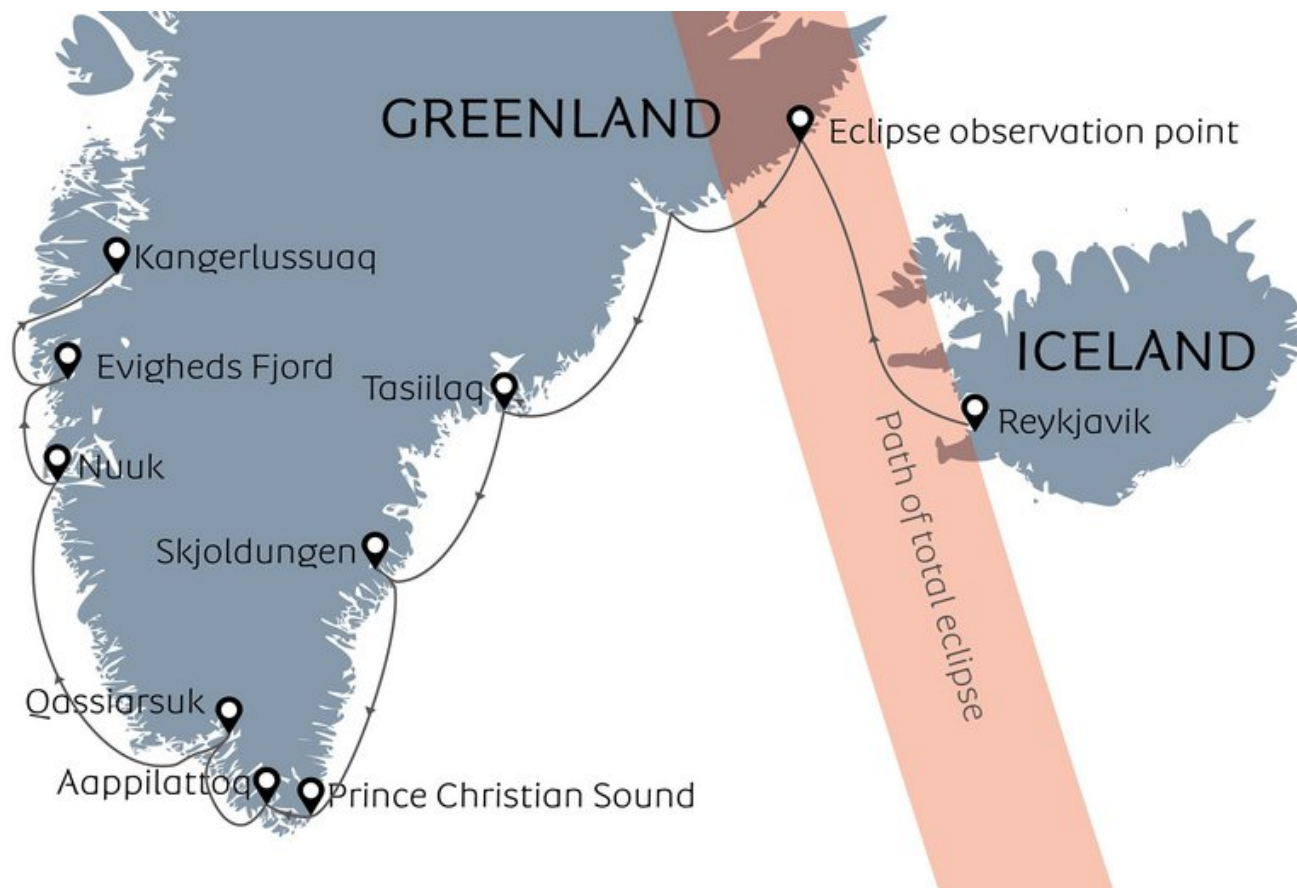 GREENLAND
Eclipse observation point
Kangerlussuaq
ICELAND
Evigheds Fjord
Tasiilaq
Reykjavik
Path of total eclipse
Nuuk
Skjoldungen
Qassiarsuk
Aappilattoq
Prince Christian Sound